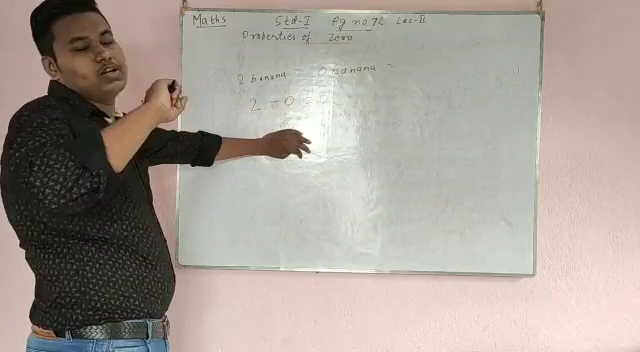 Maths Std-I Pg no 72 Lec-II
Properties of Zero
2 banana 0 banana =
2 - 0 =